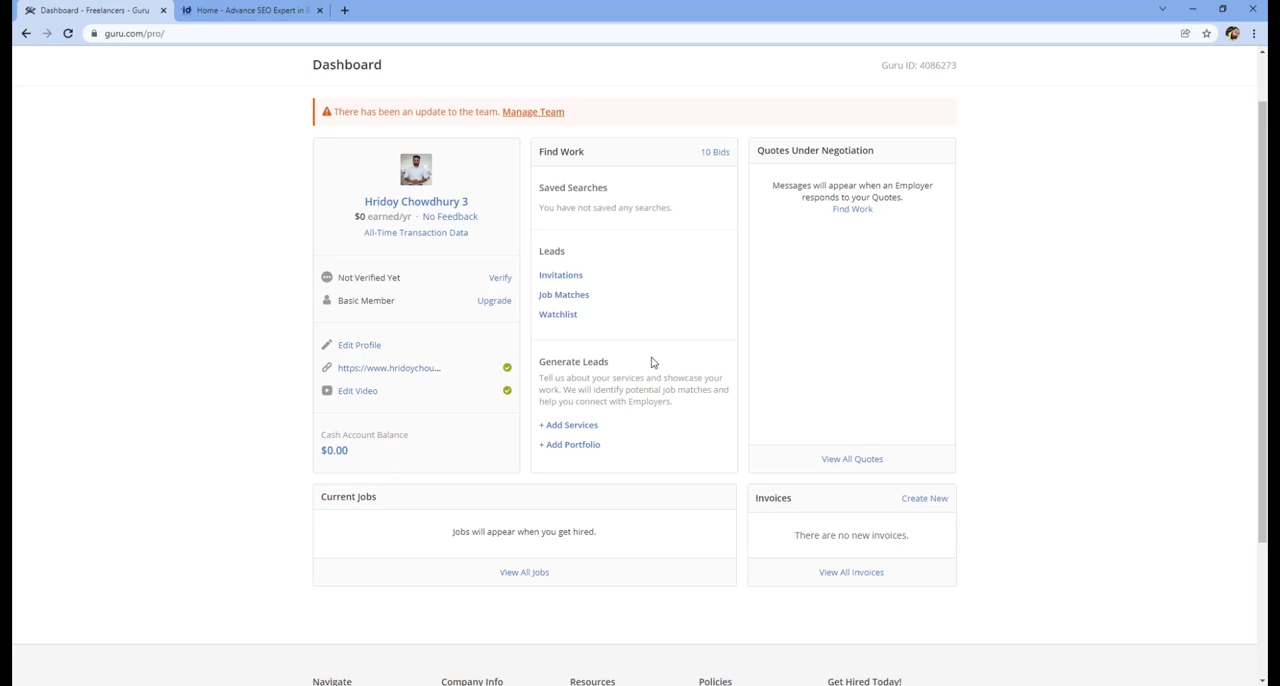 Dashboard - Freelancers - Guru
Home - Advance SEO Expert in
guru.com/pro/
Dashboard
Guru ID: 4086273
There has been an update to the team. Manage Team
Hridoy Chowdhury 3
$0 earned/yr · No Feedback
All-Time Transaction Data
Not Verified Yet
Verify
Basic Member
Upgrade
Edit Profile
https://www.hridoychou...
Edit Video
Cash Account Balance
$0.00
Find Work
10 Bids
Saved Searches
You have not saved any searches.
Leads
Invitations
Job Matches
Watchlist
Generate Leads
Tell us about your services and showcase your
work. We will identify potential job matches and
help you connect with Employers.
+ Add Services
+ Add Portfolio
Quotes Under Negotiation
Messages will appear when an Employer
responds to your Quotes.
Find Work
View All Quotes
Current Jobs
Jobs will appear when you get hired.
View All Jobs
Invoices
Create New
There are no new invoices.
View All Invoices
Navigate
Company Info
Resources
Policies
Get Hired Today!